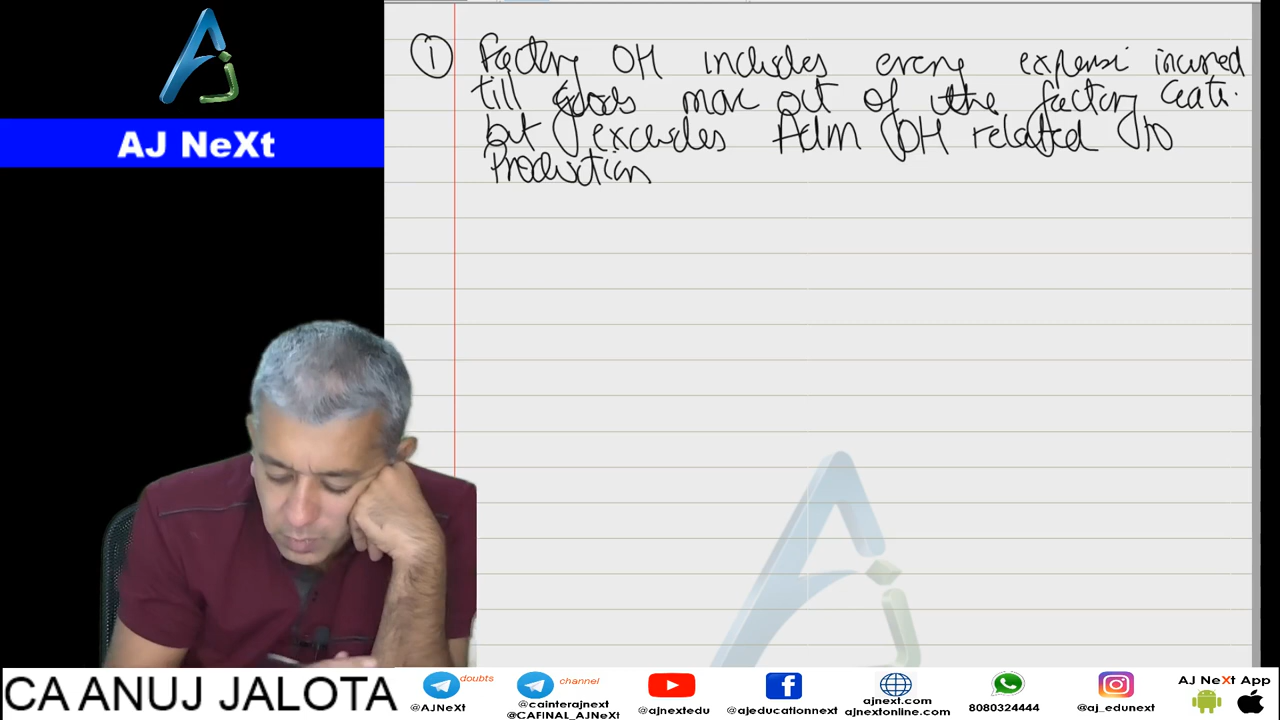 ① Factory OH includes every expense incurred
till goods move out of the factory Gate.
but excludes Adm OH related to
Production
AJ NeXt
CA ANUJ JALOTA
doubts
@AJNeXt
channel
@cainterajnext
@CAFINAL_AJNeXt
@ajnextedu
@ajeducationnext
ajnext.com
ajnextonline.com
8080324444
@aj_edunext
AJ NeXt App